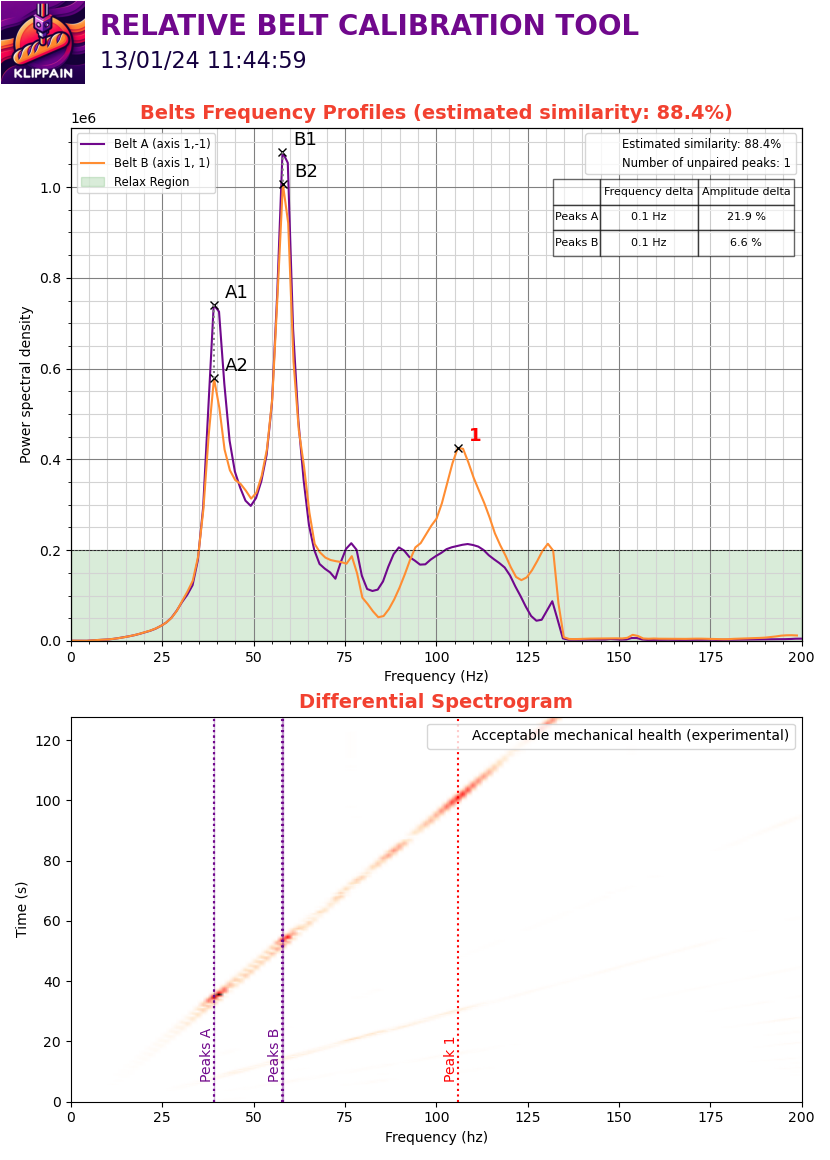 RELATIVE BELT CALIBRATION TOOL
13/01/24 11:44:59
KLIPPAIN
Belts Frequency Profiles (estimated similarity: 88.4%)
1e6
Belt A (axis 1,-1)
Belt B (axis 1, 1)
Relax Region
Estimated similarity: 88.4%
Number of unpaired peaks: 1
Frequency delta Amplitude delta
Peaks A 0.1 Hz 21.9 %
Peaks B 0.1 Hz 6.6 %
B1
B2
A1
A2
1
Power spectral density
1.0
0.8
0.6
0.4
0.2
0.0
0 25 50 75 100 125 150 175 200
Frequency (Hz)
Differential Spectrogram
Acceptable mechanical health (experimental)
Time (s)
120
100
80
60
40
20
0
Peaks A
Peaks B
Peak 1
0 25 50 75 100 125 150 175 200
Frequency (hz)